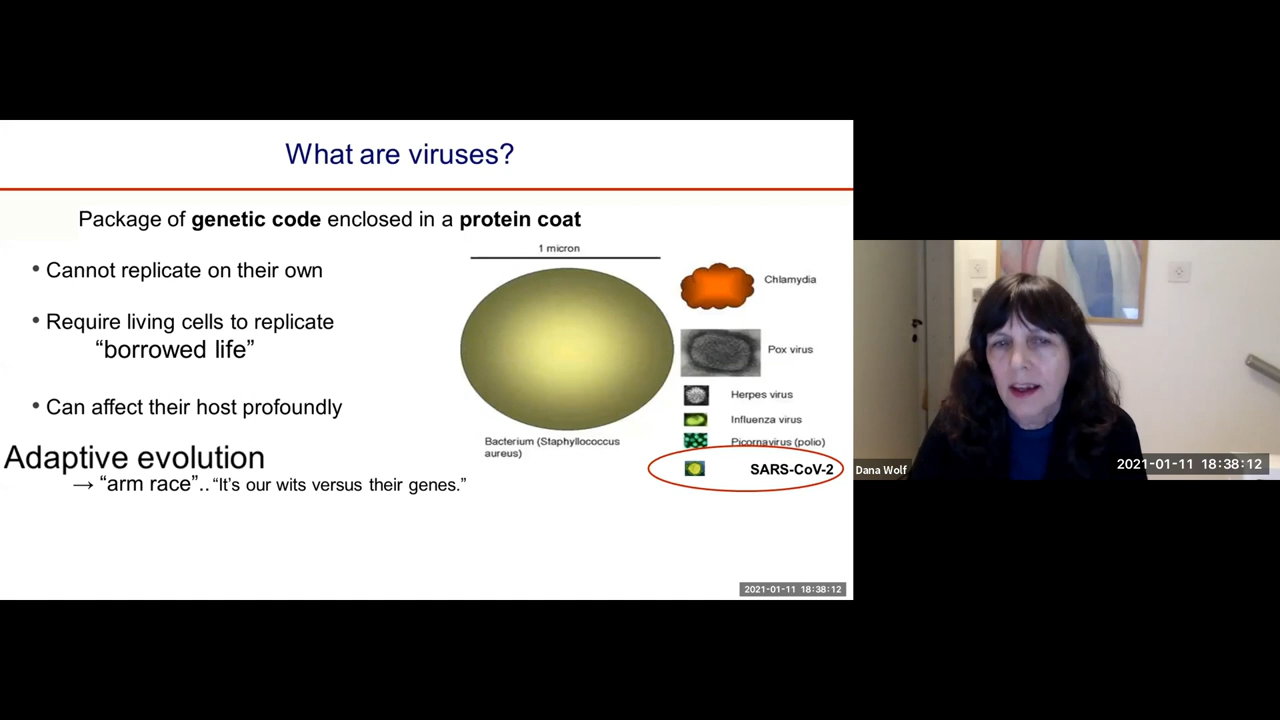 What are viruses?
Package of genetic code enclosed in a protein coat
1 micron
• Cannot replicate on their own
Chlamydia
• Require living cells to replicate
“borrowed life”
Pox virus
Herpes virus
• Can affect their host profoundly
Influenza virus
Bacterium (Staphyllococcus
aureus)
Picornavirus (polio)
Adaptive evolution
SARS-CoV-2
→ “arm race”.. “It’s our wits versus their genes.”
Dana Wolf
2021-01-11 18:38:12
2021-01-11 18:38:12